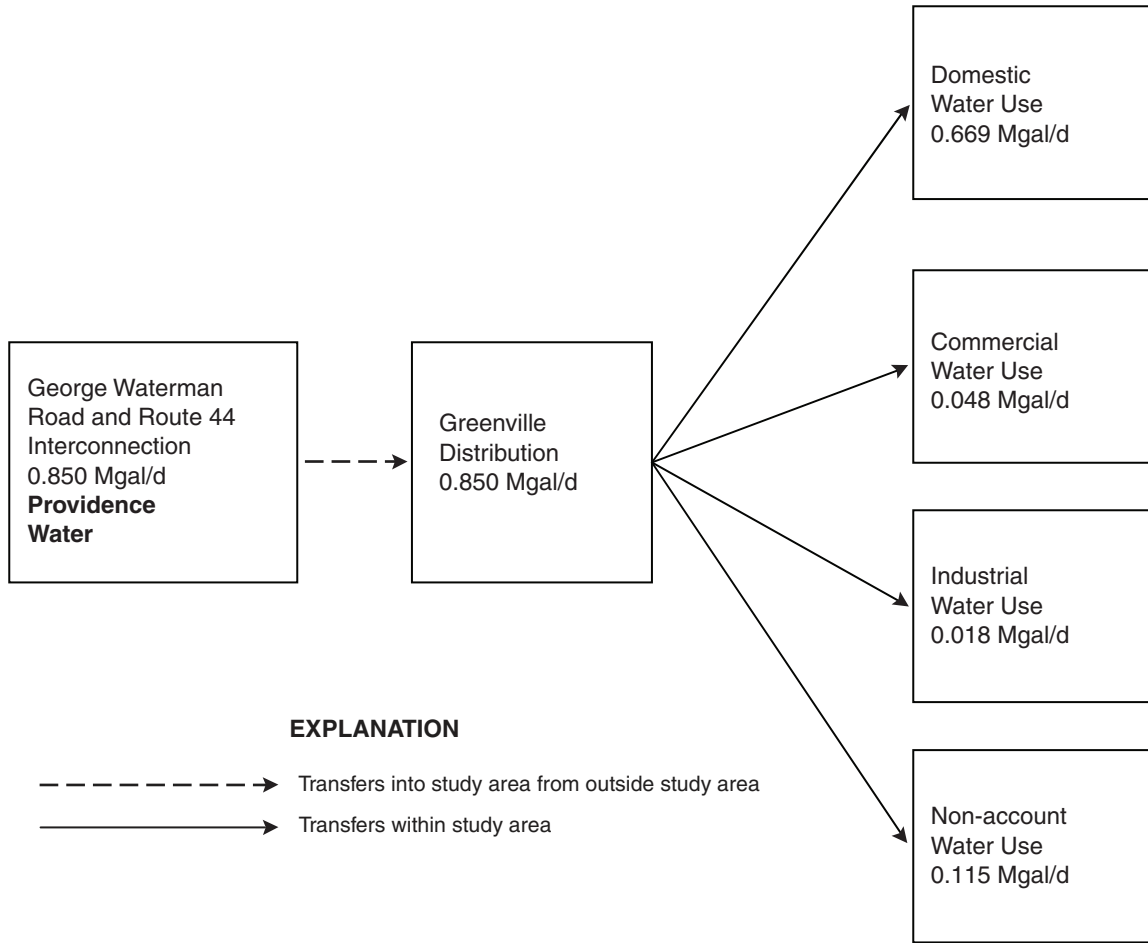 George Waterman
Road and Route 44
Interconnection
0.850 Mgal/d
Providence
Water
Greenville
Distribution
0.850 Mgal/d
Domestic
Water Use
0.669 Mgal/d
Commercial
Water Use
0.048 Mgal/d
Industrial
Water Use
0.018 Mgal/d
Non-account
Water Use
0.115 Mgal/d
EXPLANATION
Transfers into study area from outside study area
Transfers within study area